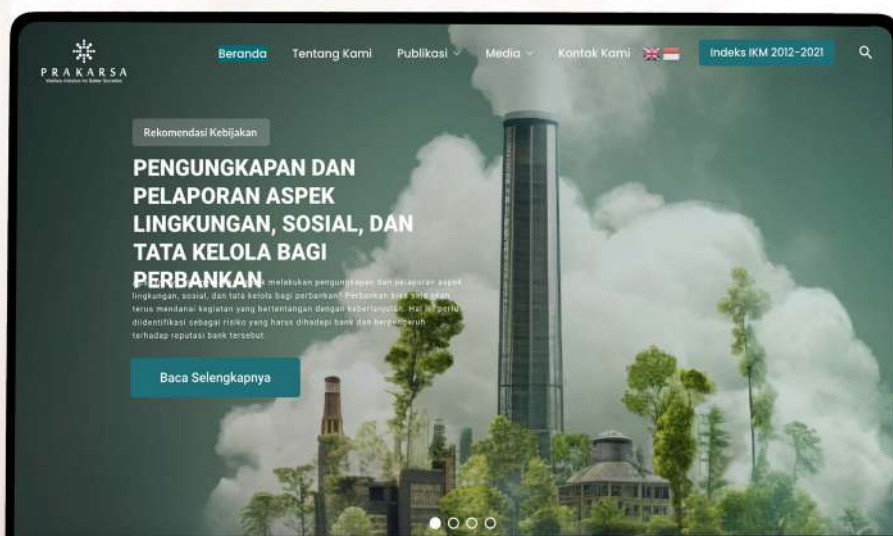 PRAKARSA
Beranda
Tentang Kami
Publikasi
Media
Kontak Kami
Indeks IKM 2012-2021
Rekomendasi Kebijakan
PENGUNGKAPAN DAN
PELAPORAN ASPEK
LINGKUNGAN, SOSIAL, DAN
TATA KELOLA BAGI
PERBANKAN
melakukan pengungkapan dan pelaporan aspek
lingkungan, sosial, dan tata kelola bagi perbankan? Perbankan bisa saja akan
terus mendanai kegiatan yang bertentangan dengan keberlanjutan. Hal ini perlu
diidentifikasi sebagai risiko yang harus dihadapi bank dan berpengaruh
terhadap reputasi bank tersebut.
Baca Selengkapnya